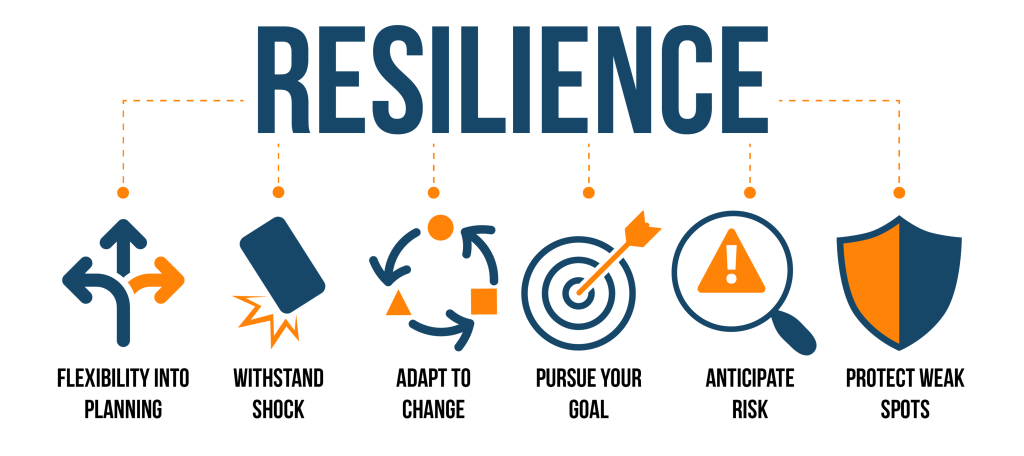 RESILIENCE
FLEXIBILITY INTO
PLANNING
WITHSTAND
SHOCK
ADAPT TO
CHANGE
PURSUE YOUR
GOAL
ANTICIPATE
RISK
PROTECT WEAK
SPOTS